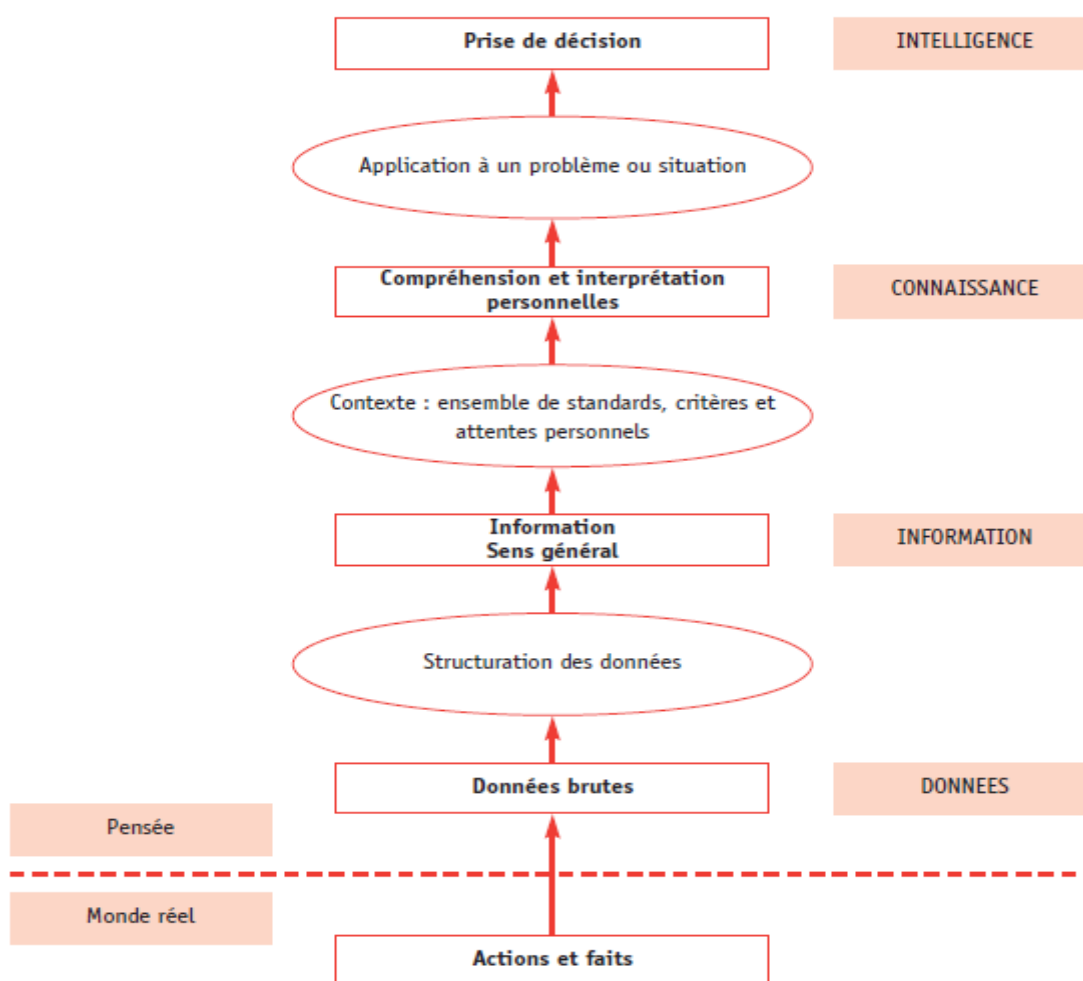 Prise de décision
INTELLIGENCE
Application à un problème ou situation
Compréhension et interprétation
personnelles
CONNAISSANCE
Contexte : ensemble de standards, critères et
attentes personnels
Information
Sens général
INFORMATION
Structuration des données
Données brutes
DONNEES
Pensée
Monde réel
Actions et faits